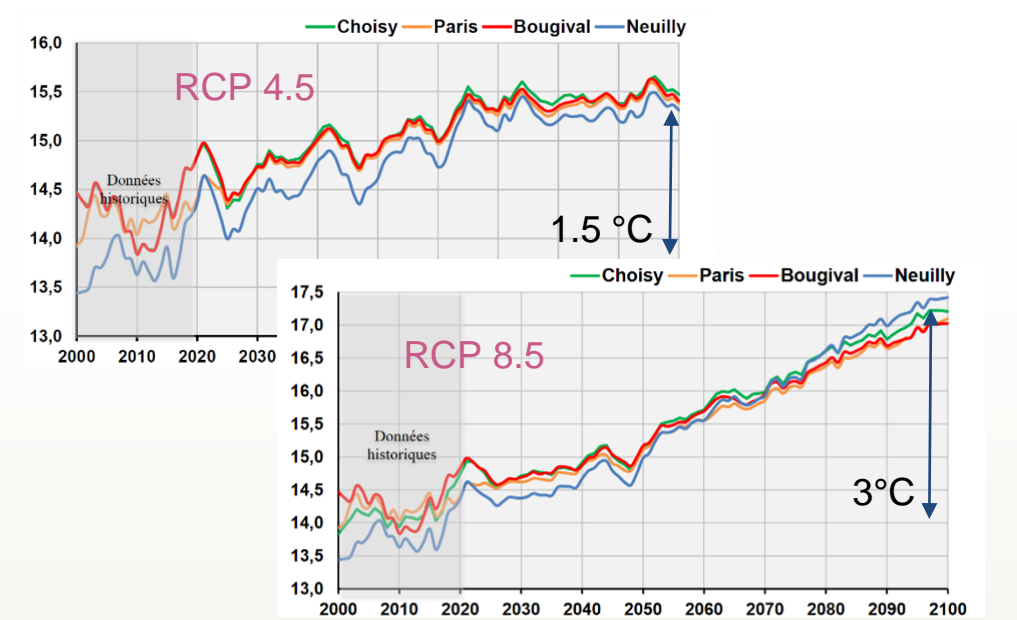 Choisy Paris Bougival Neuilly
16,0
15,5
15,0
14,5
14,0
13,5
13,0
RCP 4.5
Données
historiques
1.5 °C
2000 2010 2020 2030
Choisy Paris Bougival Neuilly
17,5
17,0
16,5
16,0
15,5
15,0
14,5
14,0
13,5
13,0
RCP 8.5
Données
historiques
3°C
2000 2010 2020 2030 2040 2050 2060 2070 2080 2090 2100